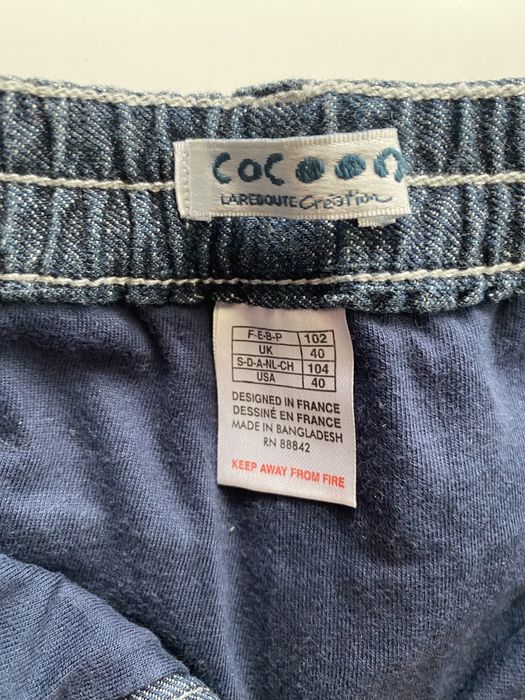 COCOON
LAREDOUTE Création
F-E-B-P 102
UK 40
S-D-A-NL-CH 104
USA 40
DESIGNED IN FRANCE
DESSINÉ EN FRANCE
MADE IN BANGLADESH
RN 88842
KEEP AWAY FROM FIRE